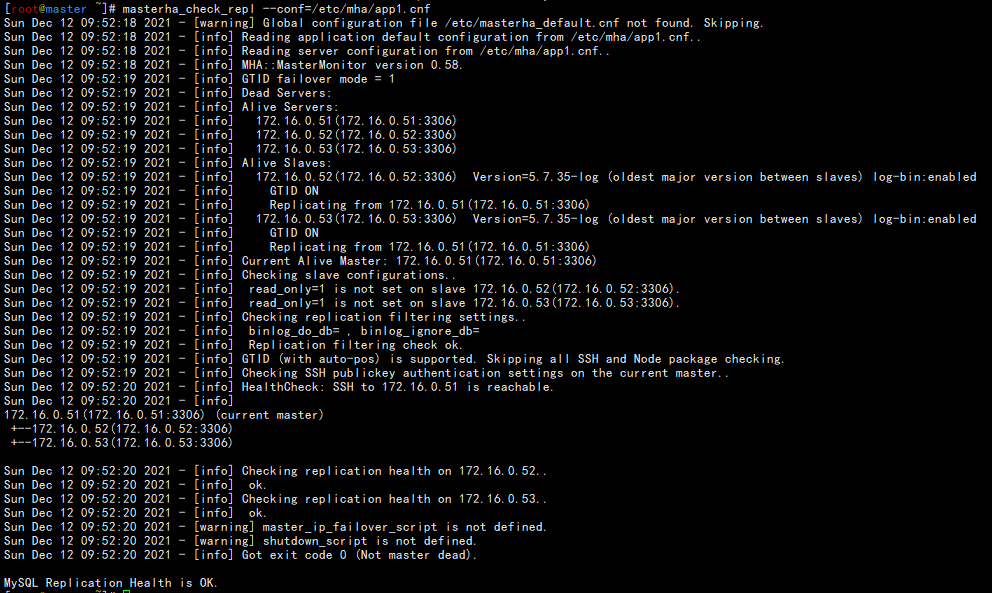 [root@master ~]# masterha_check_repl --conf=/etc/mha/app1.cnf
Sun Dec 12 09:52:18 2021 - [warning] Global configuration file /etc/masterha_default.cnf not found. Skipping.
Sun Dec 12 09:52:18 2021 - [info] Reading application default configuration from /etc/mha/app1.cnf..
Sun Dec 12 09:52:18 2021 - [info] Reading server configuration from /etc/mha/app1.cnf..
Sun Dec 12 09:52:18 2021 - [info] MHA::MasterMonitor version 0.58.
Sun Dec 12 09:52:19 2021 - [info] GTID failover mode = 1
Sun Dec 12 09:52:19 2021 - [info] Dead Servers:
Sun Dec 12 09:52:19 2021 - [info] Alive Servers:
Sun Dec 12 09:52:19 2021 - [info]   172.16.0.51(172.16.0.51:3306)
Sun Dec 12 09:52:19 2021 - [info]   172.16.0.52(172.16.0.52:3306)
Sun Dec 12 09:52:19 2021 - [info]   172.16.0.53(172.16.0.53:3306)
Sun Dec 12 09:52:19 2021 - [info] Alive Slaves:
Sun Dec 12 09:52:19 2021 - [info]   172.16.0.52(172.16.0.52:3306)  Version=5.7.35-log (oldest major version between slaves) log-bin:enabled
Sun Dec 12 09:52:19 2021 - [info]     GTID ON
Sun Dec 12 09:52:19 2021 - [info]     Replicating from 172.16.0.51(172.16.0.51:3306)
Sun Dec 12 09:52:19 2021 - [info]   172.16.0.53(172.16.0.53:3306)  Version=5.7.35-log (oldest major version between slaves) log-bin:enabled
Sun Dec 12 09:52:19 2021 - [info]     GTID ON
Sun Dec 12 09:52:19 2021 - [info]     Replicating from 172.16.0.51(172.16.0.51:3306)
Sun Dec 12 09:52:19 2021 - [info] Current Alive Master: 172.16.0.51(172.16.0.51:3306)
Sun Dec 12 09:52:19 2021 - [info] Checking slave configurations..
Sun Dec 12 09:52:19 2021 - [info]  read_only=1 is not set on slave 172.16.0.52(172.16.0.52:3306).
Sun Dec 12 09:52:19 2021 - [info]  read_only=1 is not set on slave 172.16.0.53(172.16.0.53:3306).
Sun Dec 12 09:52:19 2021 - [info] Checking replication filtering settings..
Sun Dec 12 09:52:19 2021 - [info]  binlog_do_db= , binlog_ignore_db=
Sun Dec 12 09:52:19 2021 - [info]  Replication filtering check ok.
Sun Dec 12 09:52:19 2021 - [info] GTID (with auto-pos) is supported. Skipping all SSH and Node package checking.
Sun Dec 12 09:52:19 2021 - [info] Checking SSH publickey authentication settings on the current master..
Sun Dec 12 09:52:20 2021 - [info] HealthCheck: SSH to 172.16.0.51 is reachable.
Sun Dec 12 09:52:20 2021 - [info]
172.16.0.51(172.16.0.51:3306) (current master)
 +--172.16.0.52(172.16.0.52:3306)
 +--172.16.0.53(172.16.0.53:3306)
Sun Dec 12 09:52:20 2021 - [info] Checking replication health on 172.16.0.52..
Sun Dec 12 09:52:20 2021 - [info]  ok.
Sun Dec 12 09:52:20 2021 - [info] Checking replication health on 172.16.0.53..
Sun Dec 12 09:52:20 2021 - [info]  ok.
Sun Dec 12 09:52:20 2021 - [warning] master_ip_failover_script is not defined.
Sun Dec 12 09:52:20 2021 - [warning] shutdown_script is not defined.
Sun Dec 12 09:52:20 2021 - [info] Got exit code 0 (Not master dead).
MySQL Replication Health is OK.